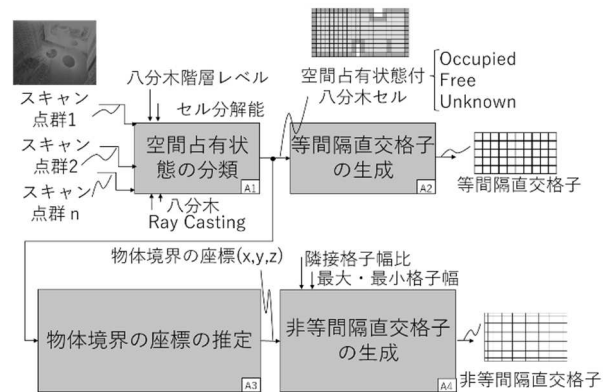 八分木階層レベル
セル分解能
スキャン
点群1
スキャン
点群2
スキャン
点群 n
空間占有状
態の分類
A1
八分木
Ray Casting
空間占有状態付
八分木セル
Occupied
Free
Unknown
等間隔直交格子
の生成
A2
等間隔直交格子
物体境界の座標(x,y,z)
隣接格子幅比
最大・最小格子幅
物体境界の座標の推定
A3
非等間隔直交格子
の生成
A4
非等間隔直交格子